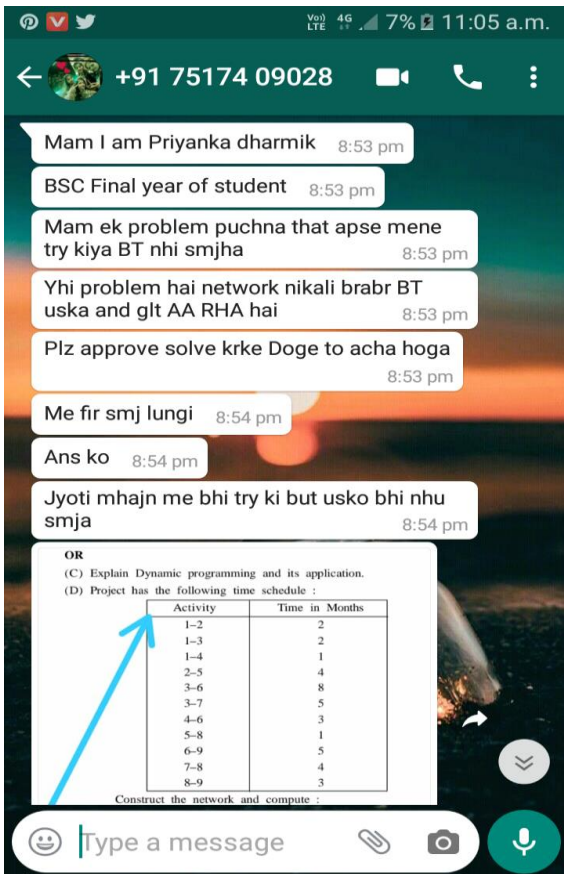 Voi) LTE 4G 7% 11:05 a.m.
+91 75174 09028
Mam I am Priyanka dharmik 8:53 pm
BSC Final year of student 8:53 pm
Mam ek problem puchna that apse mene
try kiya BT nhi smjha 8:53 pm
Yhi problem hai network nikali brabr BT
uska and glt AA RHA hai 8:53 pm
Plz approve solve krke Doge to acha hoga
8:53 pm
Me fir smj lungi 8:54 pm
Ans ko 8:54 pm
Jyoti mhajn me bhi try ki but usko bhi nhu
smja 8:54 pm
OR
(C) Explain Dynamic programming and its application.
(D) Project has the following time schedule :
Activity Time in Months
1–2 2
1–3 2
1–4 1
2–5 4
3–6 8
3–7 5
4–6 3
5–8 1
6–9 5
7–8 4
8–9 3
Construct the network and compute :
Type a message